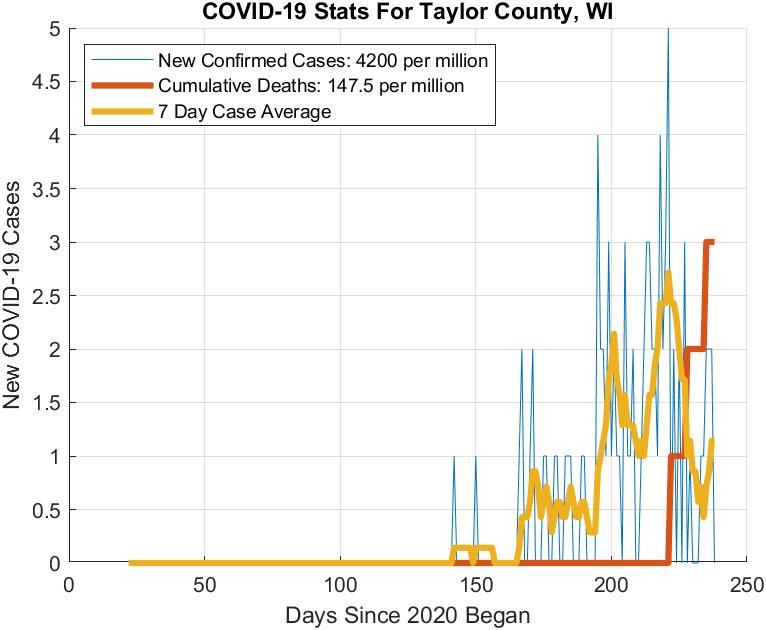 COVID-19 Stats For Taylor County, WI
New Confirmed Cases: 4200 per million
Cumulative Deaths: 147.5 per million
7 Day Case Average
New COVID-19 Cases
5
4.5
4
3.5
3
2.5
2
1.5
1
0.5
0
0 50 100 150 200 250
Days Since 2020 Began